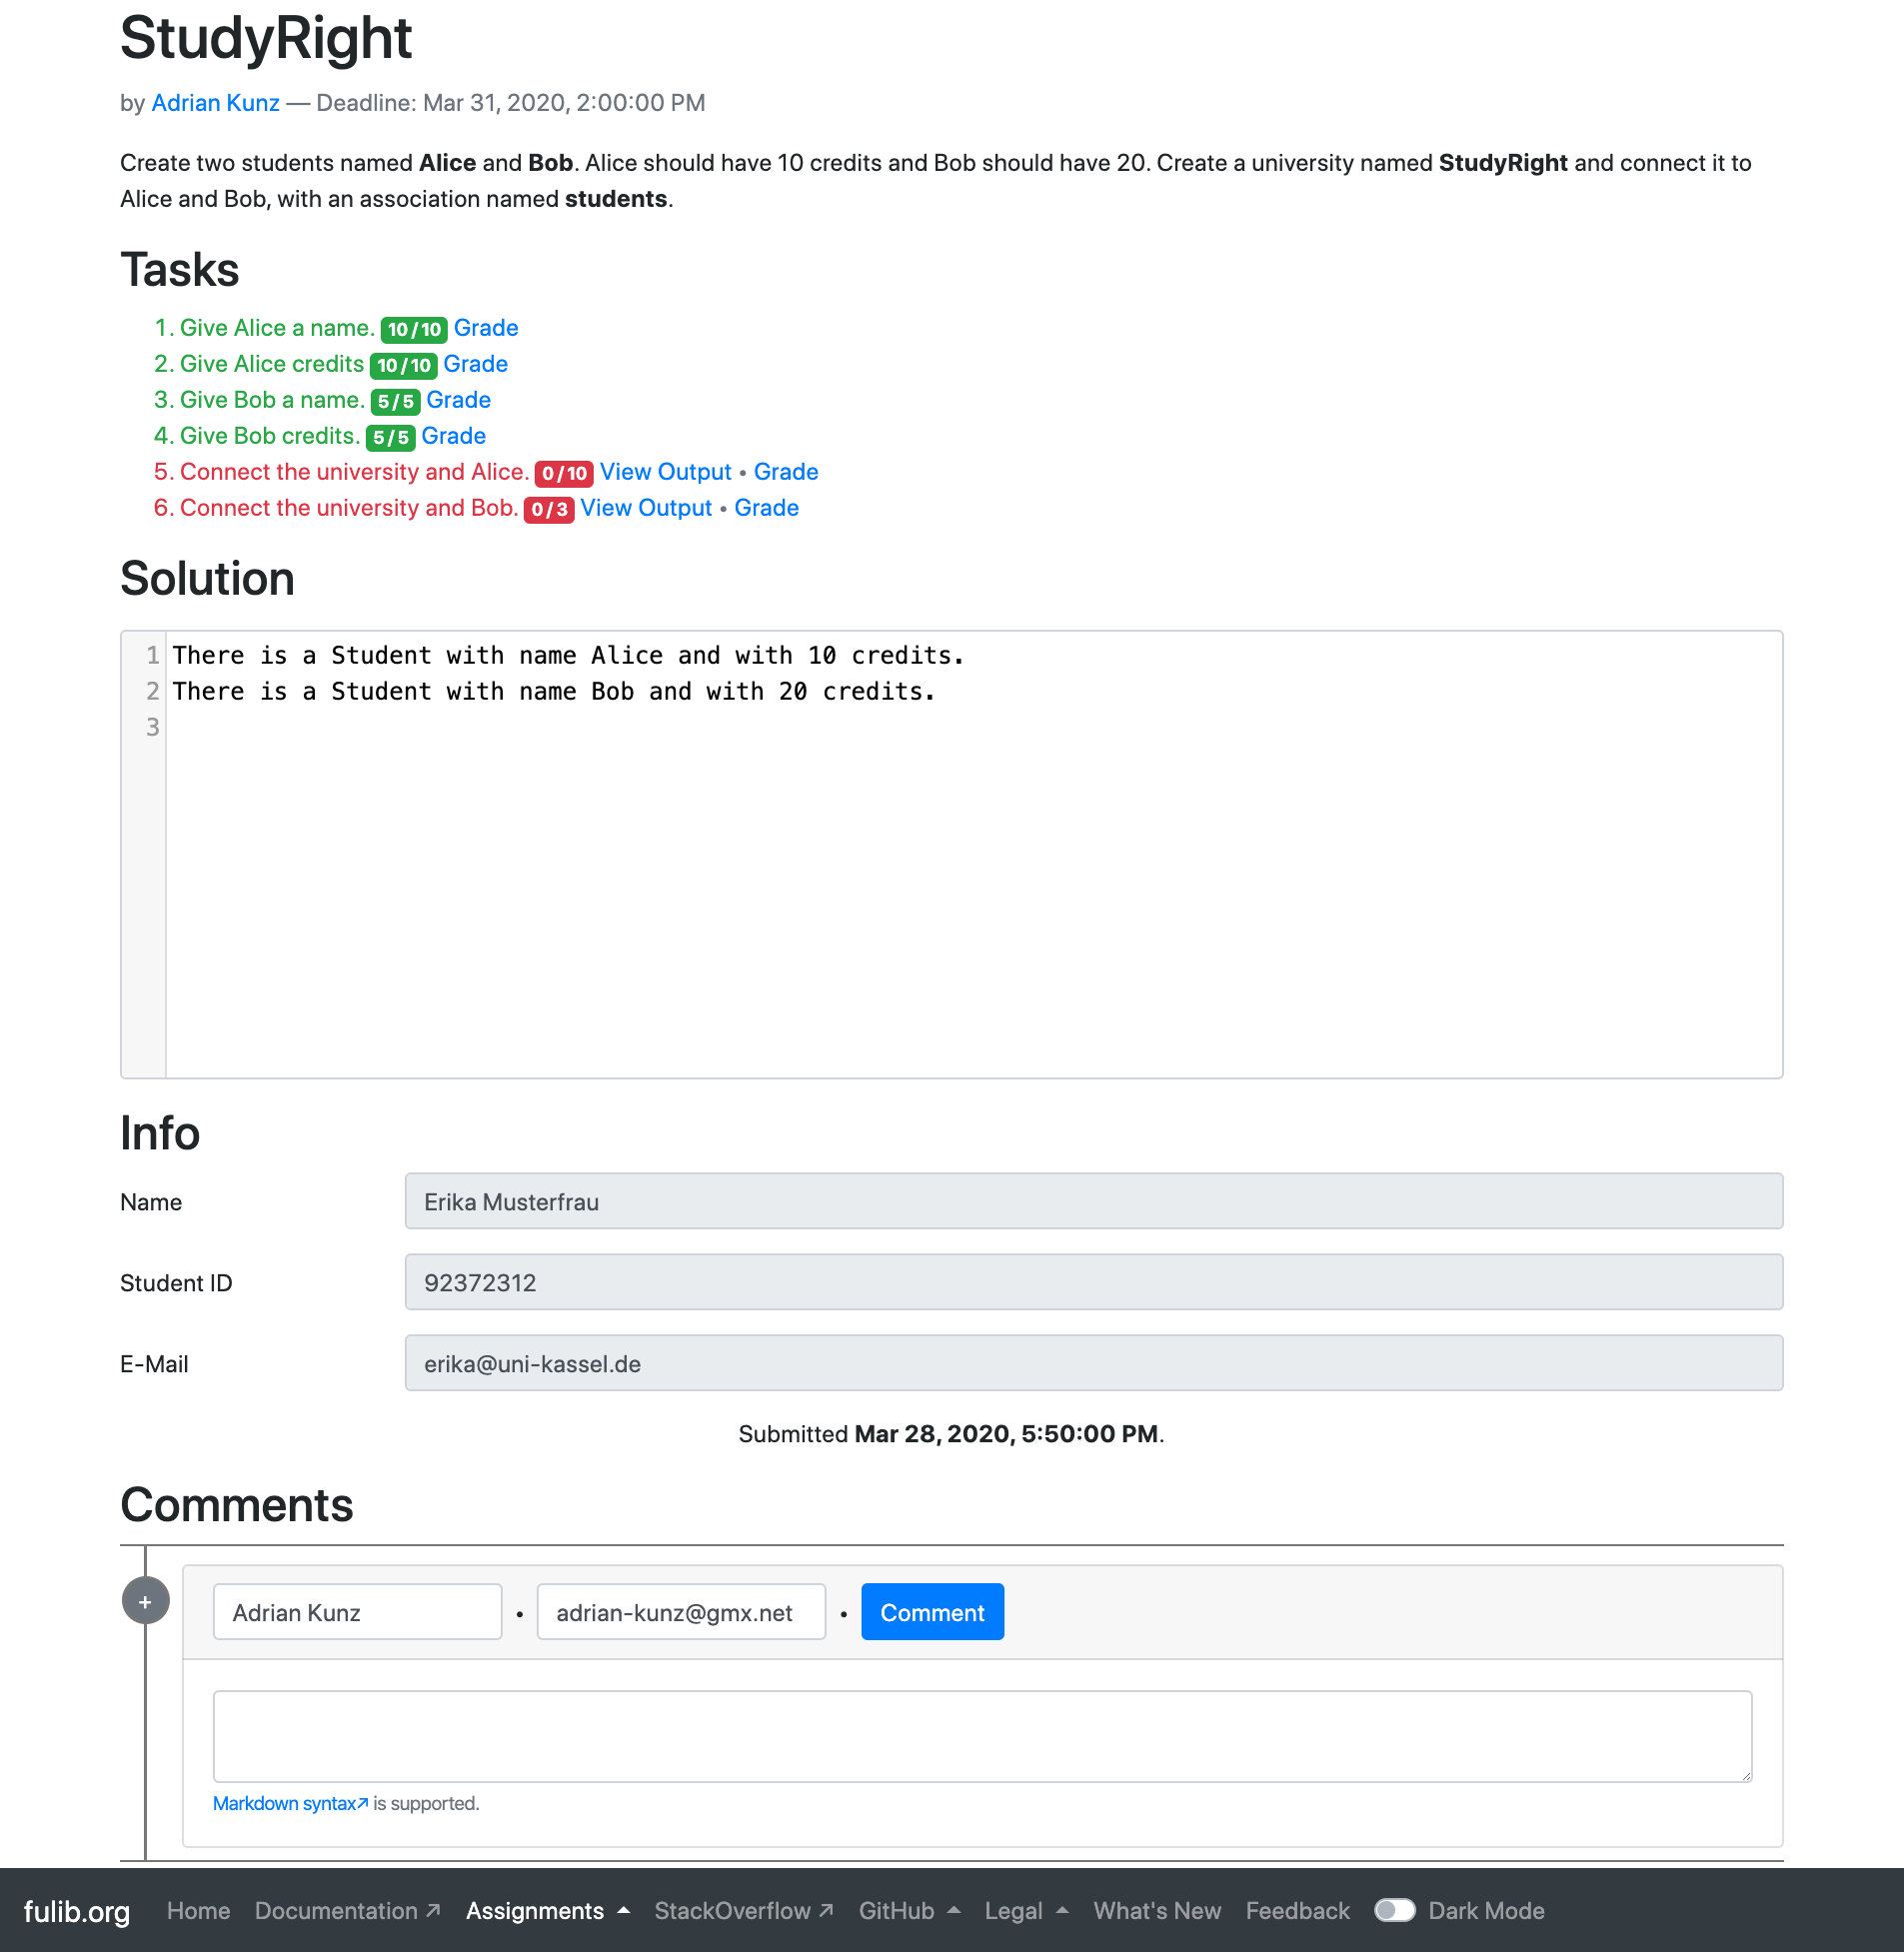 StudyRight
by Adrian Kunz — Deadline: Mar 31, 2020, 2:00:00 PM
Create two students named Alice and Bob. Alice should have 10 credits and Bob should have 20. Create a university named StudyRight and connect it to
Alice and Bob, with an association named students.
Tasks
1. Give Alice a name. 10 / 10 Grade
2. Give Alice credits 10 / 10 Grade
3. Give Bob a name. 5 / 5 Grade
4. Give Bob credits. 5 / 5 Grade
5. Connect the university and Alice. 0 / 10 View Output • Grade
6. Connect the university and Bob. 0 / 3 View Output • Grade
Solution
1 There is a Student with name Alice and with 10 credits.
2 There is a Student with name Bob and with 20 credits.
3
Info
Name Erika Musterfrau
Student ID 92372312
E-Mail erika@uni-kassel.de
Submitted Mar 28, 2020, 5:50:00 PM.
Comments
+ Adrian Kunz • adrian-kunz@gmx.net • Comment
Markdown syntax↗ is supported.
fulib.org Home Documentation ↗ Assignments StackOverflow ↗ GitHub Legal What's New Feedback Dark Mode